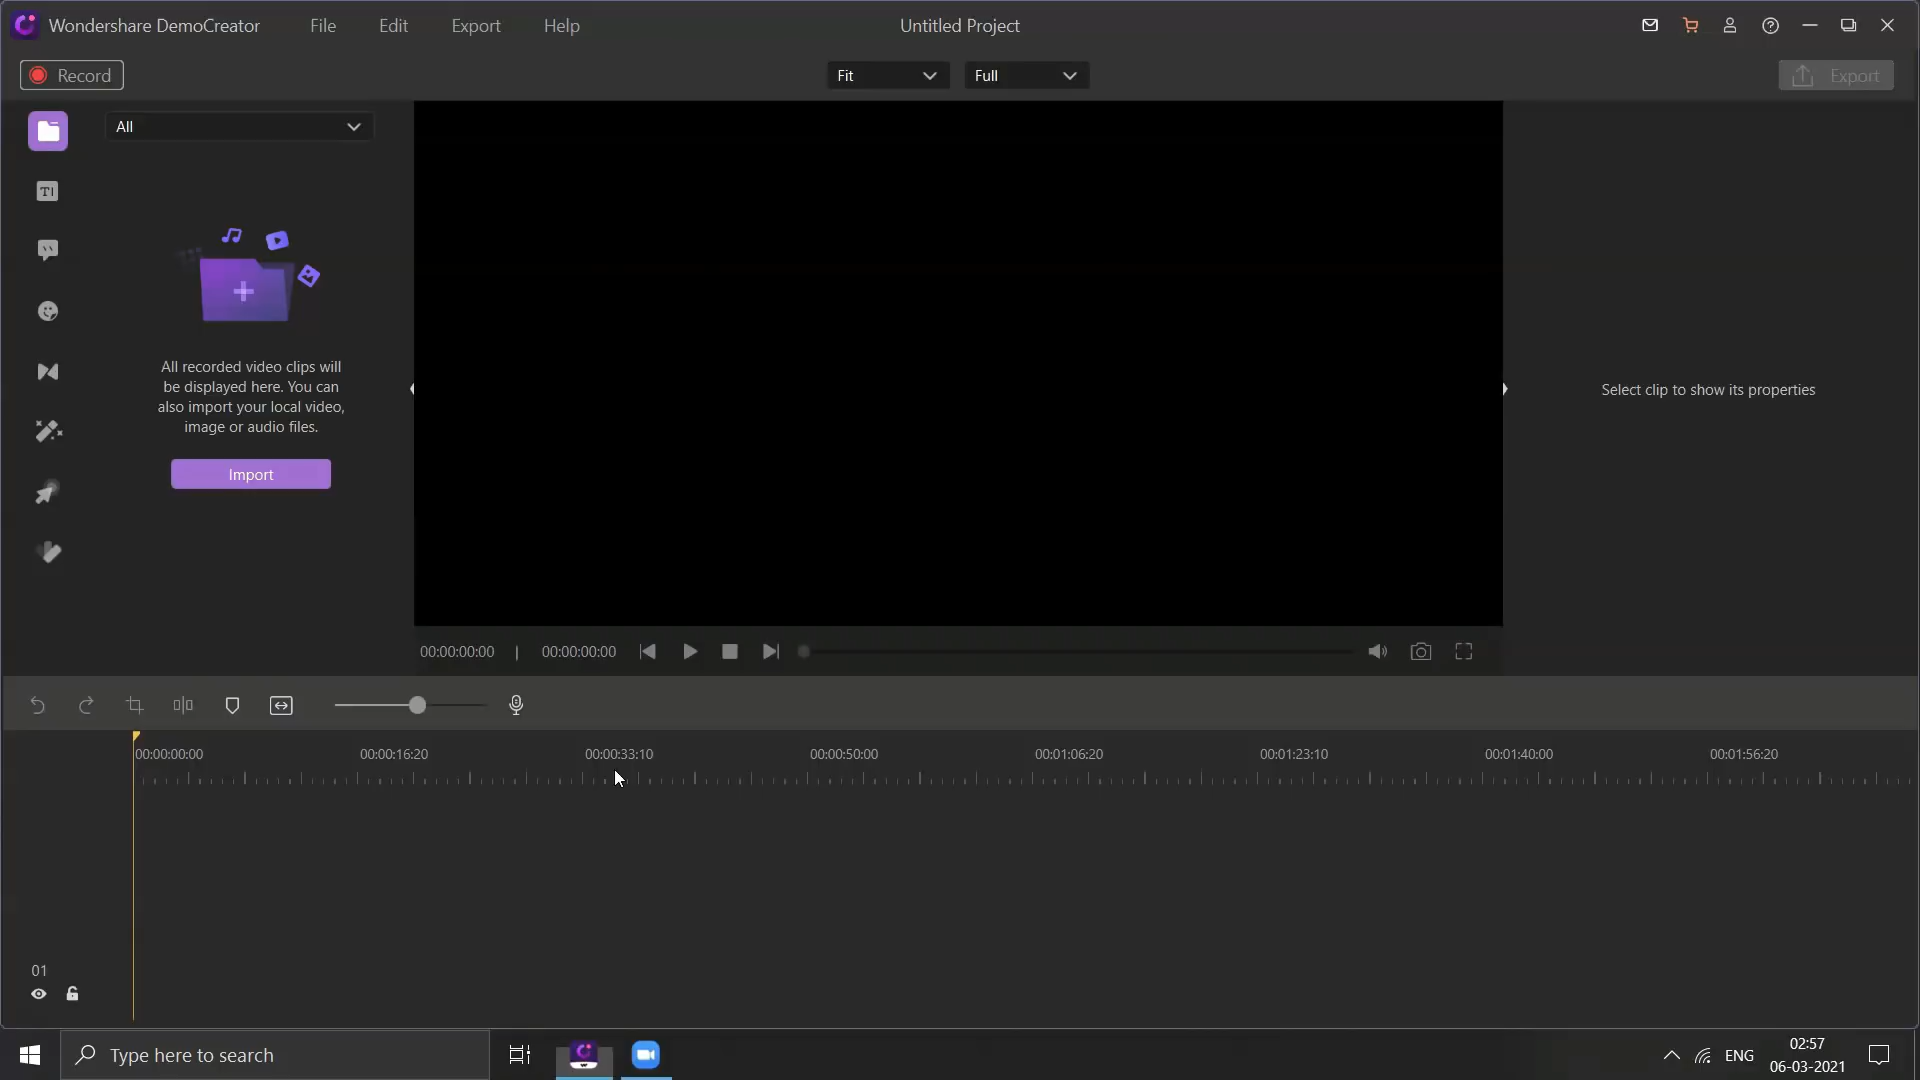 Wondershare DemoCreator File Edit Export Help Untitled Project
Record Fit Full Export
All
TI
All recorded video clips will
be displayed here. You can
also import your local video,
image or audio files.
Import
Select clip to show its properties
00:00:00:00 | 00:00:00:00
00:00:00:00 00:00:16:20 00:00:33:10 00:00:50:00 00:01:06:20 00:01:23:10 00:01:40:00 00:01:56:20
01
Type here to search
ENG
02:57
06-03-2021